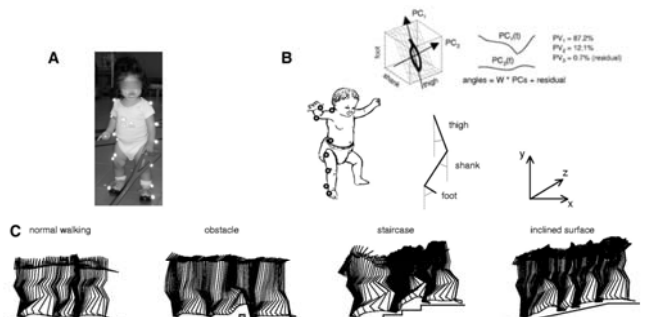 A
B
PC₁
PC₂
foot
shank
thigh
PC₁(t)
PC₂(t)
PV₁ = 87.2%
PV₂ = 12.1%
PV₃ = 0.7% (residual)
angles = W * PCs + residual
thigh
shank
foot
y
z
x
C
normal walking
obstacle
staircase
inclined surface